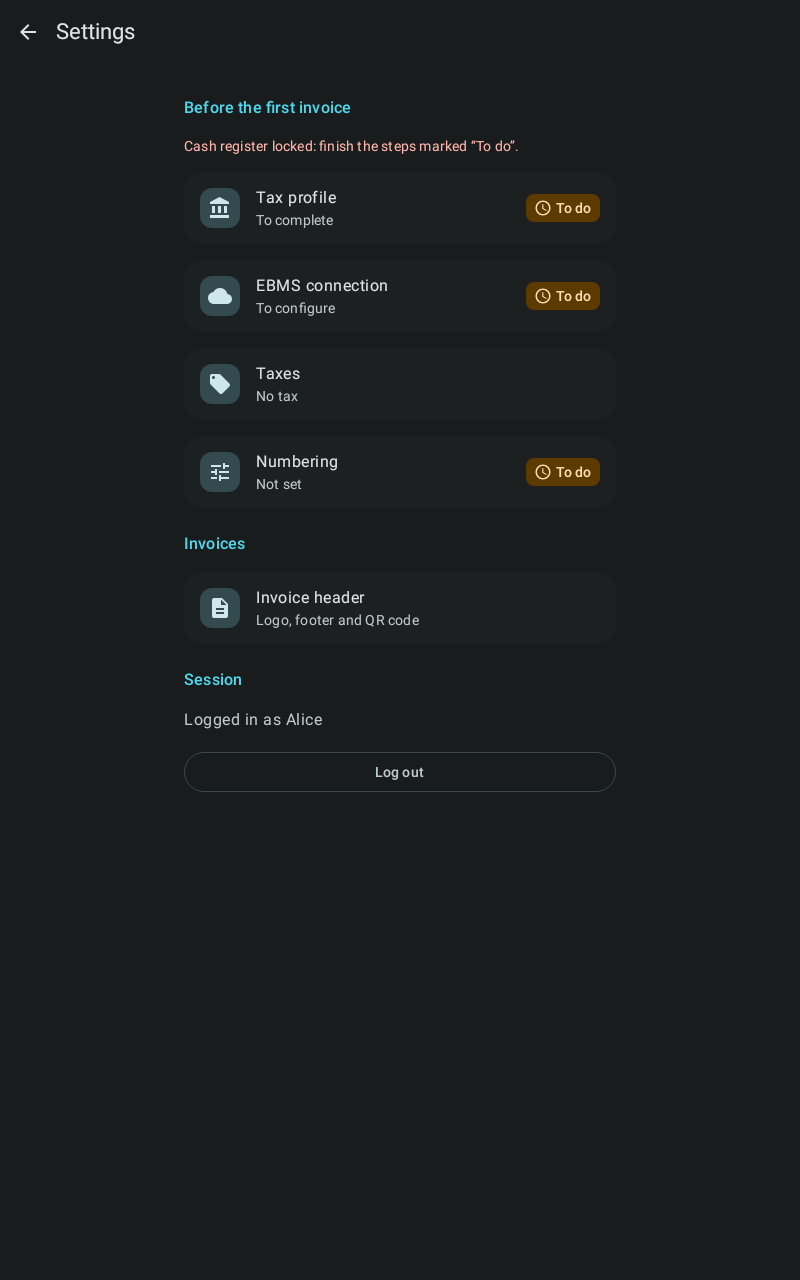 Settings
Before the first invoice
Cash register locked: finish the steps marked “To do”.
Tax profile
To complete
To do
EBMS connection
To configure
To do
Taxes
No tax
Numbering
Not set
To do
Invoices
Invoice header
Logo, footer and QR code
Session
Logged in as Alice
Log out